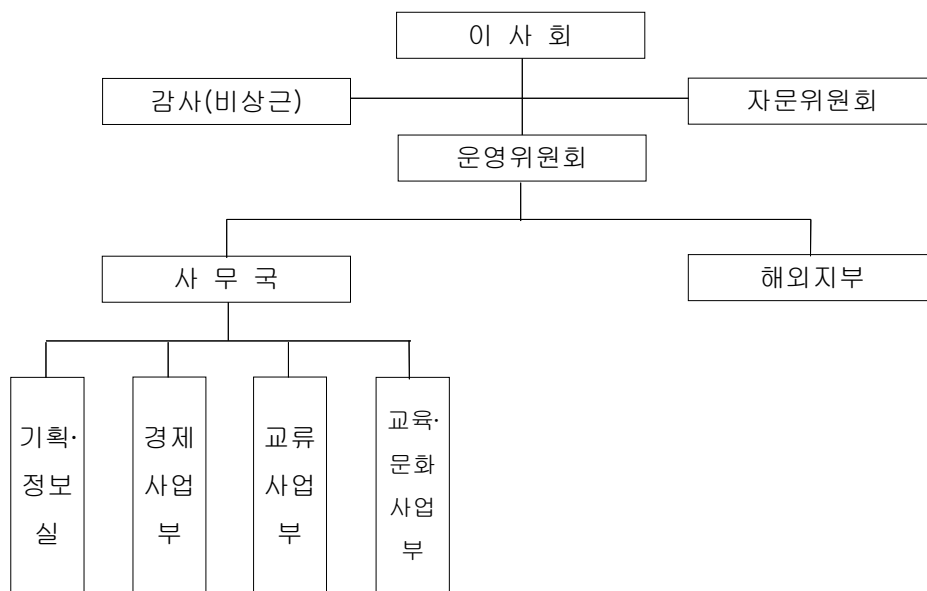 이 사 회
감사(비상근)
자문위원회
운영위원회
사 무 국
해외지부
기획·
정보
실
경제
사업
부
교류
사업
부
교육·
문화
사업
부